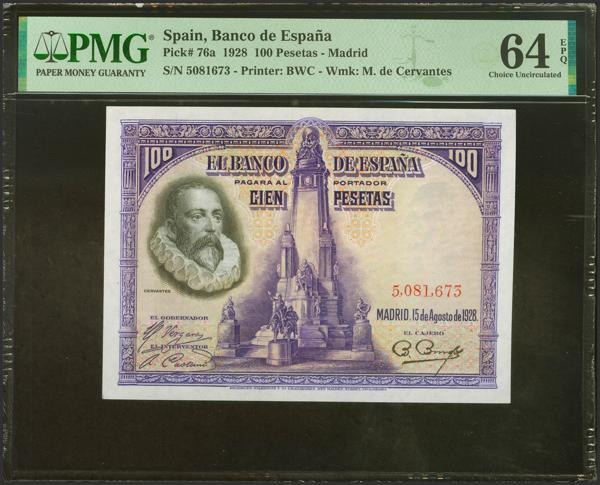 PMG
PAPER MONEY GUARANTY
Spain, Banco de España
Pick# 76a 1928 100 Pesetas - Madrid
S/N 5081673 - Printer: BWC - Wmk: M. de Cervantes
64 EPQ
Choice Uncirculated
100 100
EL BANCO DE ESPAÑA
PAGARA AL PORTADOR
CIEN PESETAS
CERVANTES
5,081,673
MADRID, 15 de Agosto de 1928.
EL GOBERNADOR
EL CAJERO
EL INTERVENTOR